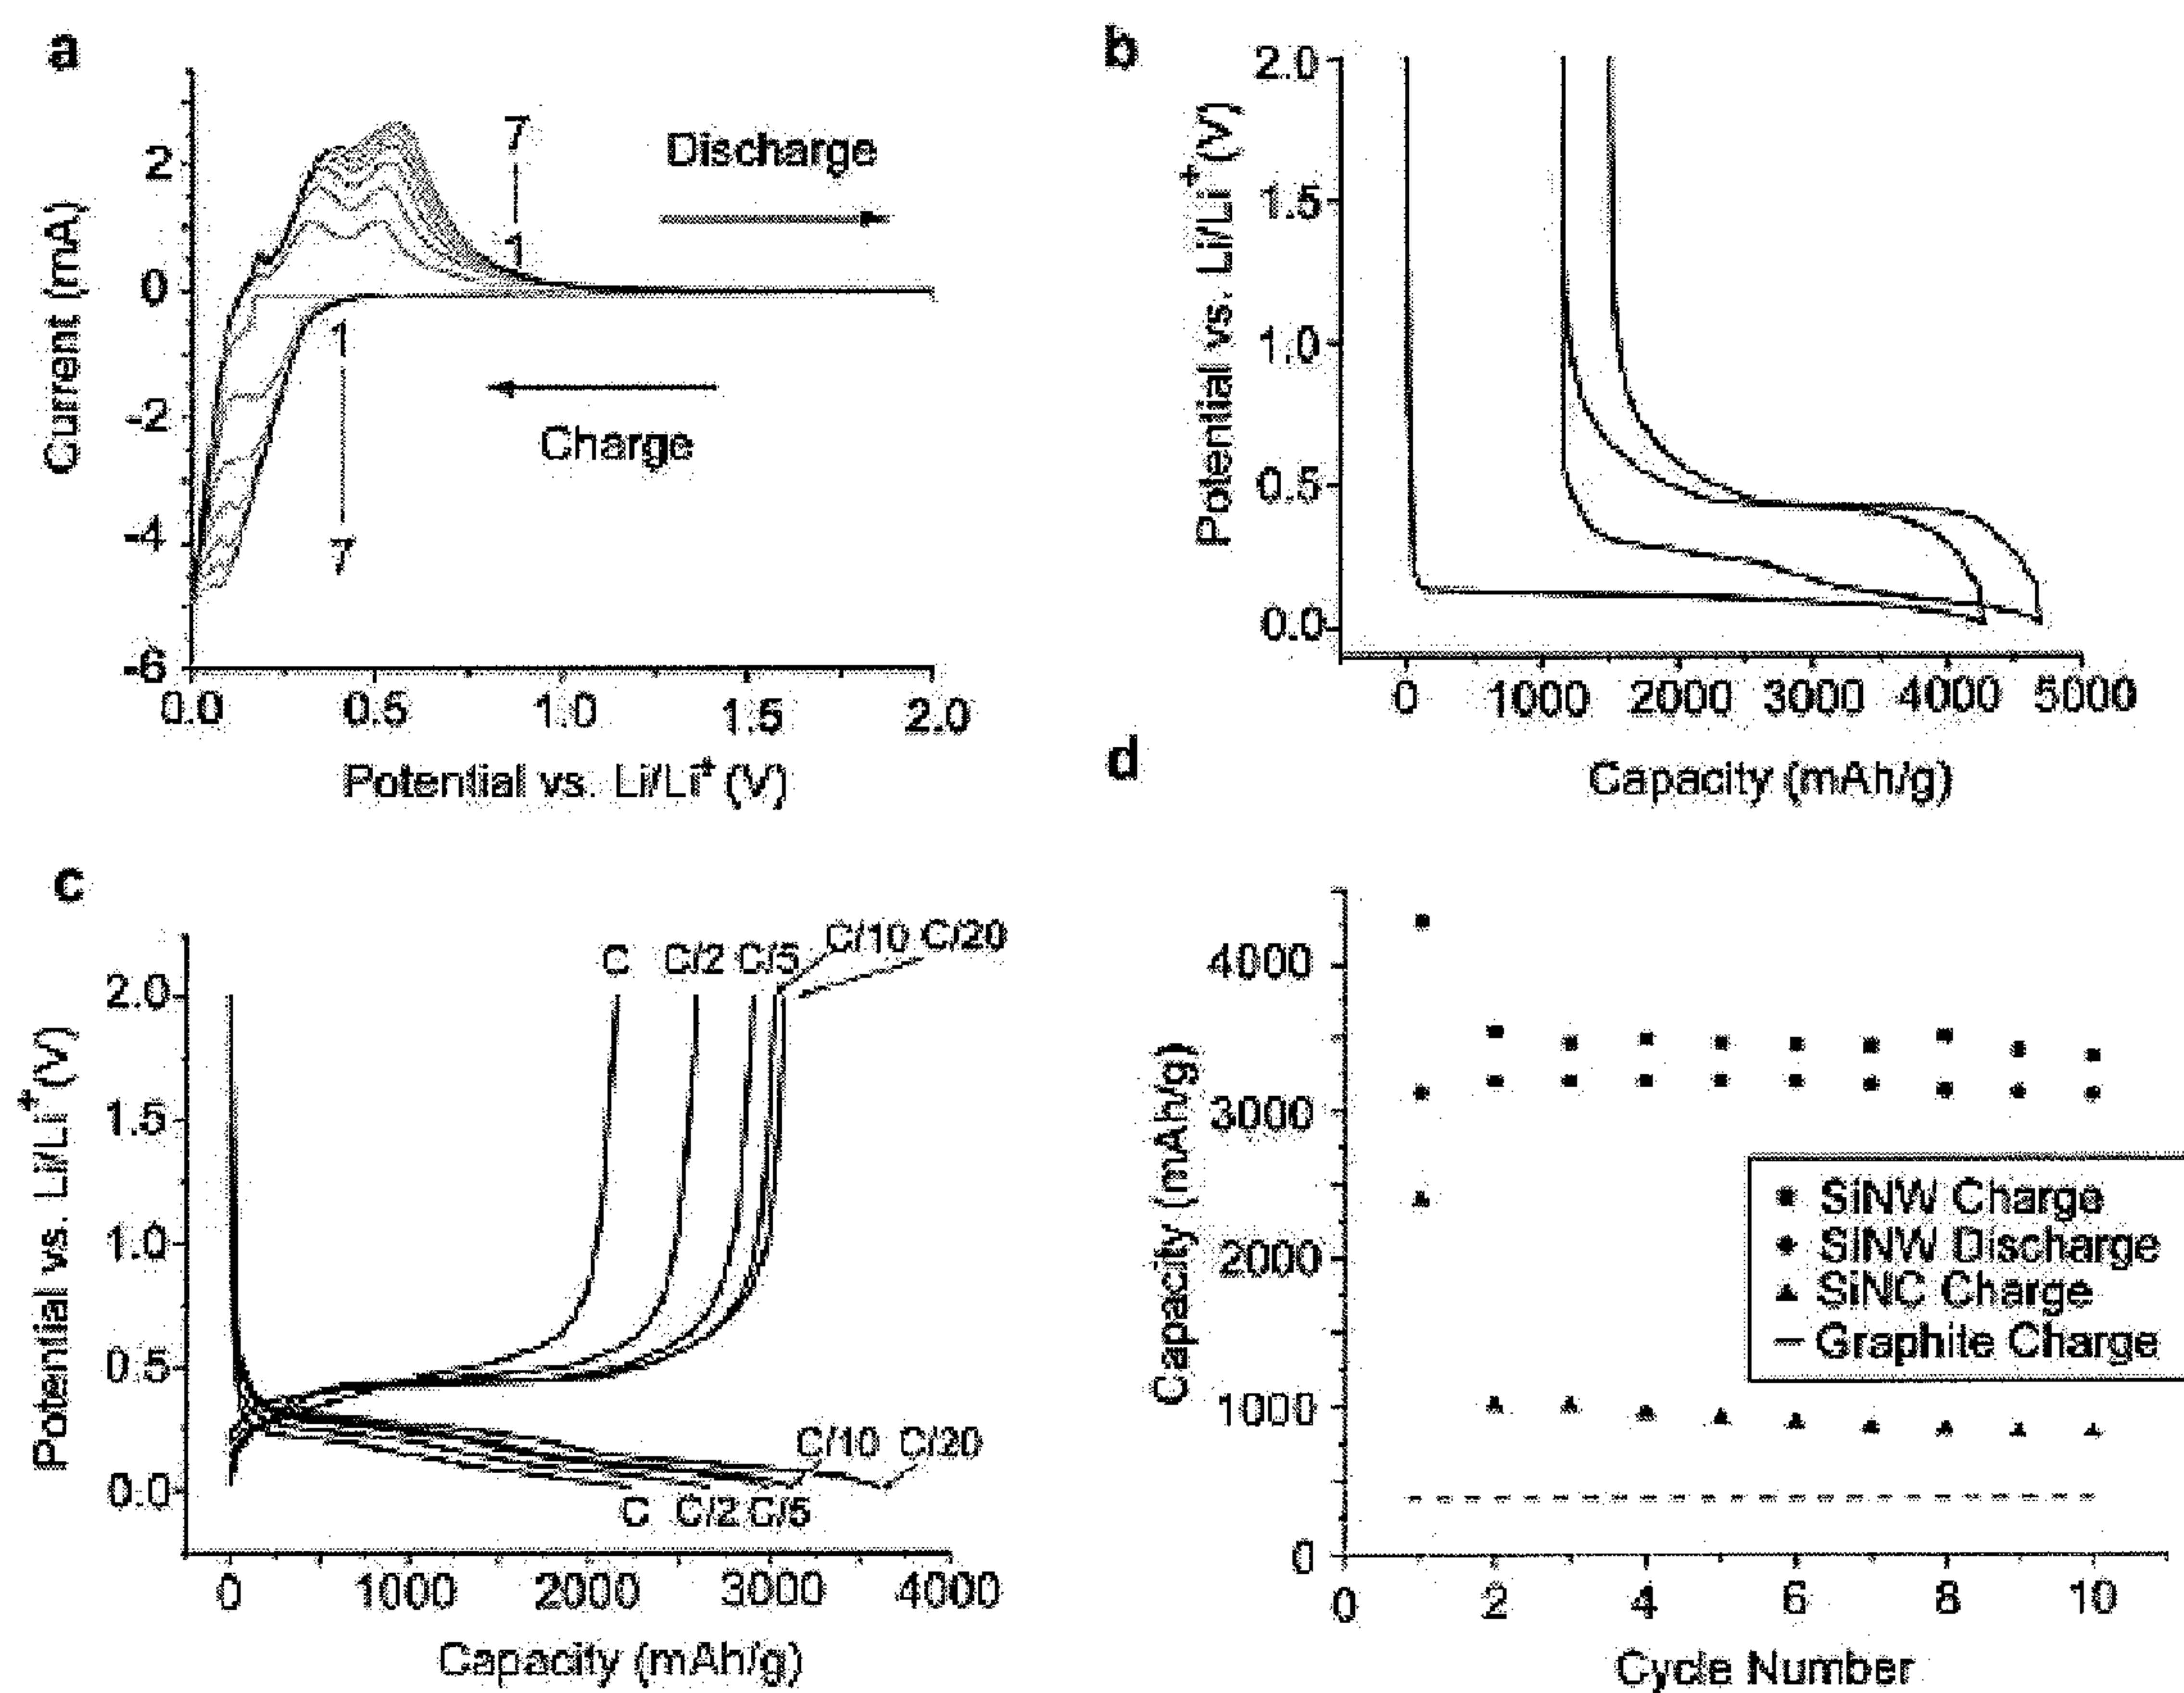 a
2
0
-2
-4
-6
Current (mA)
7
1
Discharge
1
7
Charge
0.0 0.5 1.0 1.5 2.0
Potential vs. Li/Li+ (V)
b
2.0
1.5
1.0
0.5
0.0
Potential vs. Li/Li+ (V)
0 1000 2000 3000 4000 5000
Capacity (mAh/g)
c
2.0
1.5
1.0
0.5
0.0
Potential vs. Li/Li+ (V)
C C/2 C/5 C/10 C/20
C/10 C/20
C C/2 C/5
0 1000 2000 3000 4000
Capacity (mAh/g)
d
4000
3000
2000
1000
0
Capacity (mAh/g)
SiNW Charge
SiNW Discharge
SiNC Charge
Graphite Charge
0 2 4 6 8 10
Cycle Number